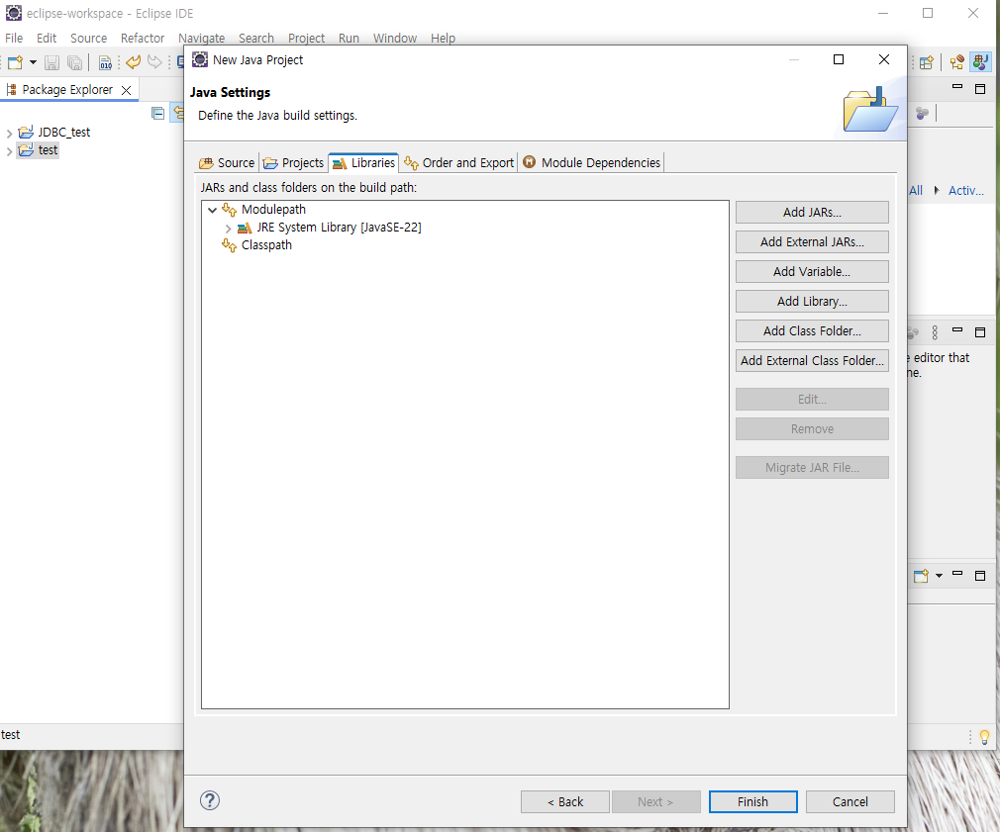 eclipse-workspace - Eclipse IDE
File Edit Source Refactor Navigate Search Project Run Window Help
New Java Project
Package Explorer
Java Settings
Define the Java build settings.
JDBC_test
test
Source Projects Libraries Order and Export Module Dependencies
JARs and class folders on the build path:
All Activ...
Modulepath
JRE System Library [JavaSE-22]
Classpath
Add JARs...
Add External JARs...
Add Variable...
Add Library...
Add Class Folder...
Add External Class Folder...
editor that
Edit...
Remove
Migrate JAR File...
test
< Back Next > Finish Cancel